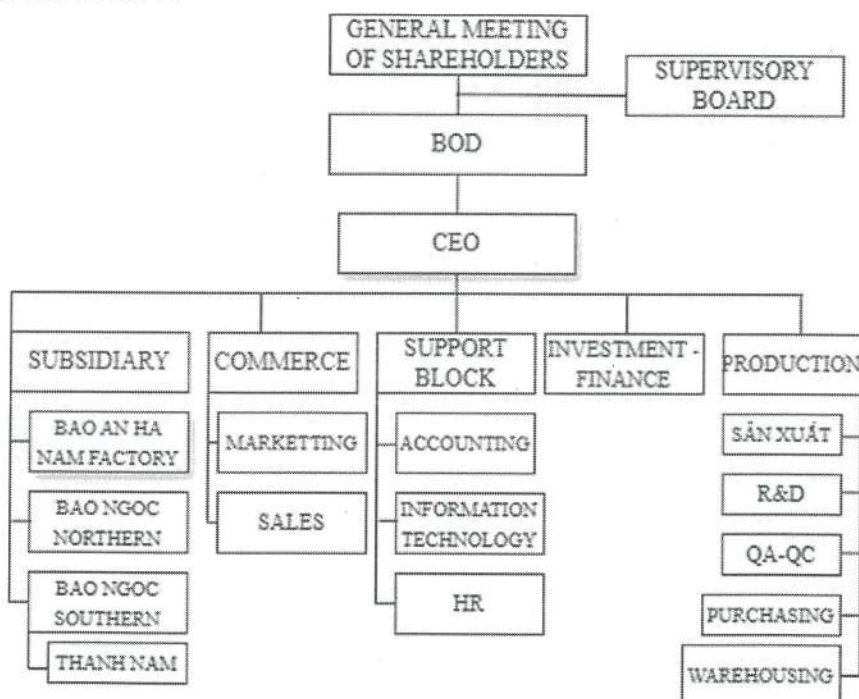 GENERAL MEETING
OF SHAREHOLDERS
SUPERVISORY
BOARD
BOD
CEO
SUBSIDIARY
COMMERCE
SUPPORT
BLOCK
INVESTMENT -
FINANCE
PRODUCTION
BAO AN HA
NAM FACTORY
BAO NGOC
NORTHERN
BAO NGOC
SOUTHERN
THANH NAM
MARKETTING
SALES
ACCOUNTING
INFORMATION
TECHNOLOGY
HR
SẢN XUẤT
R&D
QA-QC
PURCHASING
WAREHOUSING